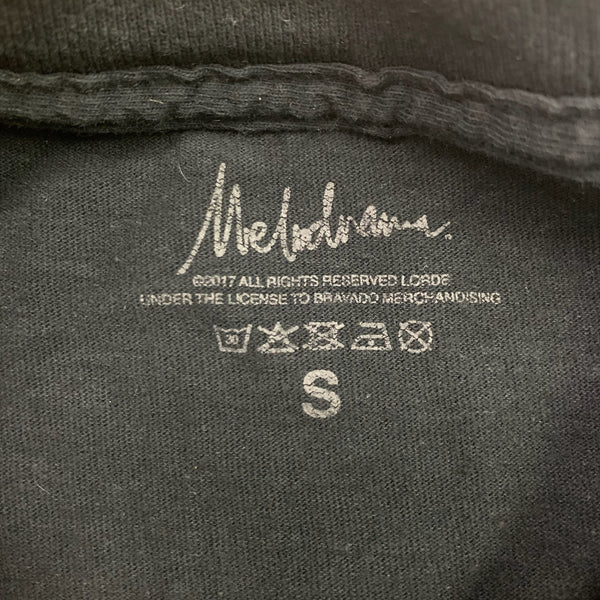 Melodrama.
©2017 ALL RIGHTS RESERVED LORDE
UNDER THE LICENSE TO BRAVADO MERCHANDISING
30
S